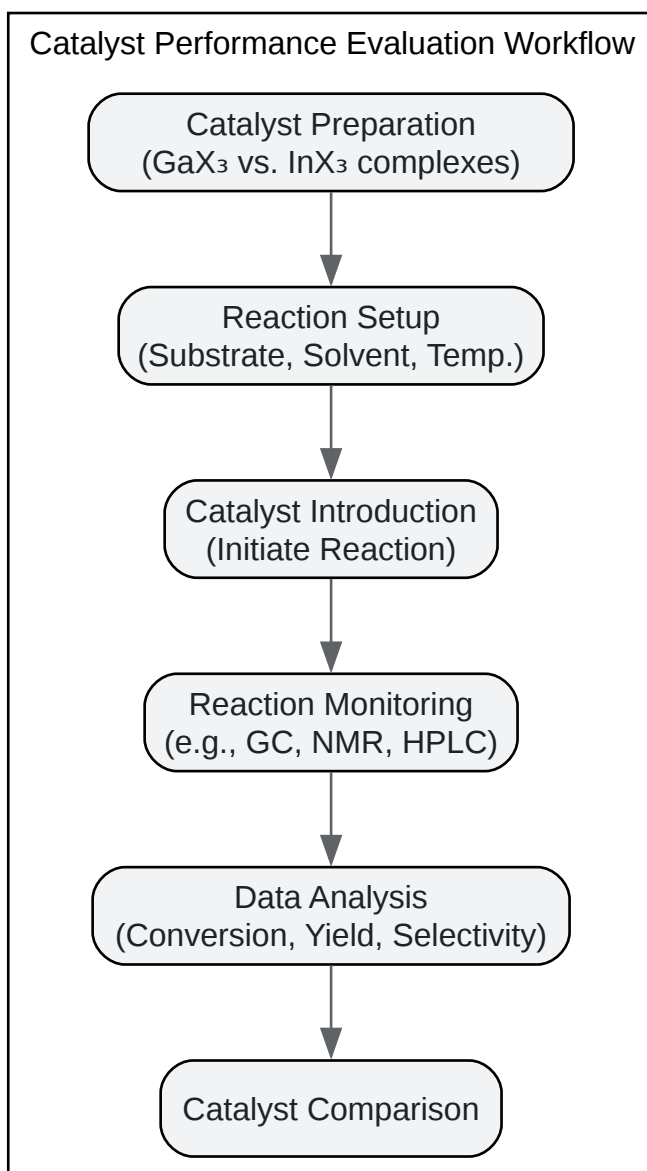 Catalyst Performance Evaluation Workflow
Catalyst Preparation
(GaX₃ vs. InX₃ complexes)
Reaction Setup
(Substrate, Solvent, Temp.)
Catalyst Introduction
(Initiate Reaction)
Reaction Monitoring
(e.g., GC, NMR, HPLC)
Data Analysis
(Conversion, Yield, Selectivity)
Catalyst Comparison